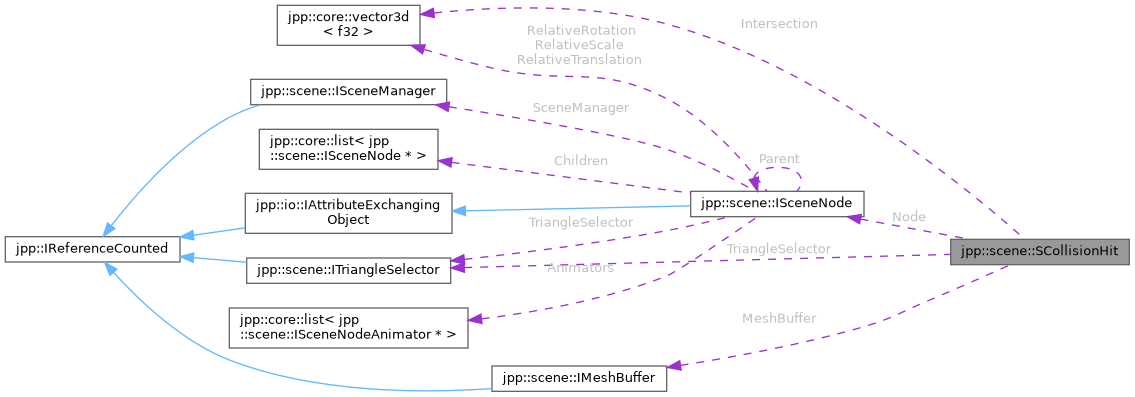 jpp::core::vector3d
< f32 >
Intersection
RelativeRotation
RelativeScale
RelativeTranslation
jpp::scene::ISceneManager
SceneManager
jpp::core::list< jpp
::scene::ISceneNode * >
Children
Parent
jpp::io::IAttributeExchanging
Object
jpp::scene::ISceneNode
Node
TriangleSelector
jpp::IReferenceCounted
TriangleSelector
jpp::scene::SCollisionHit
jpp::scene::ITriangleSelector
Animators
jpp::core::list< jpp
::scene::ISceneNodeAnimator * >
MeshBuffer
jpp::scene::IMeshBuffer